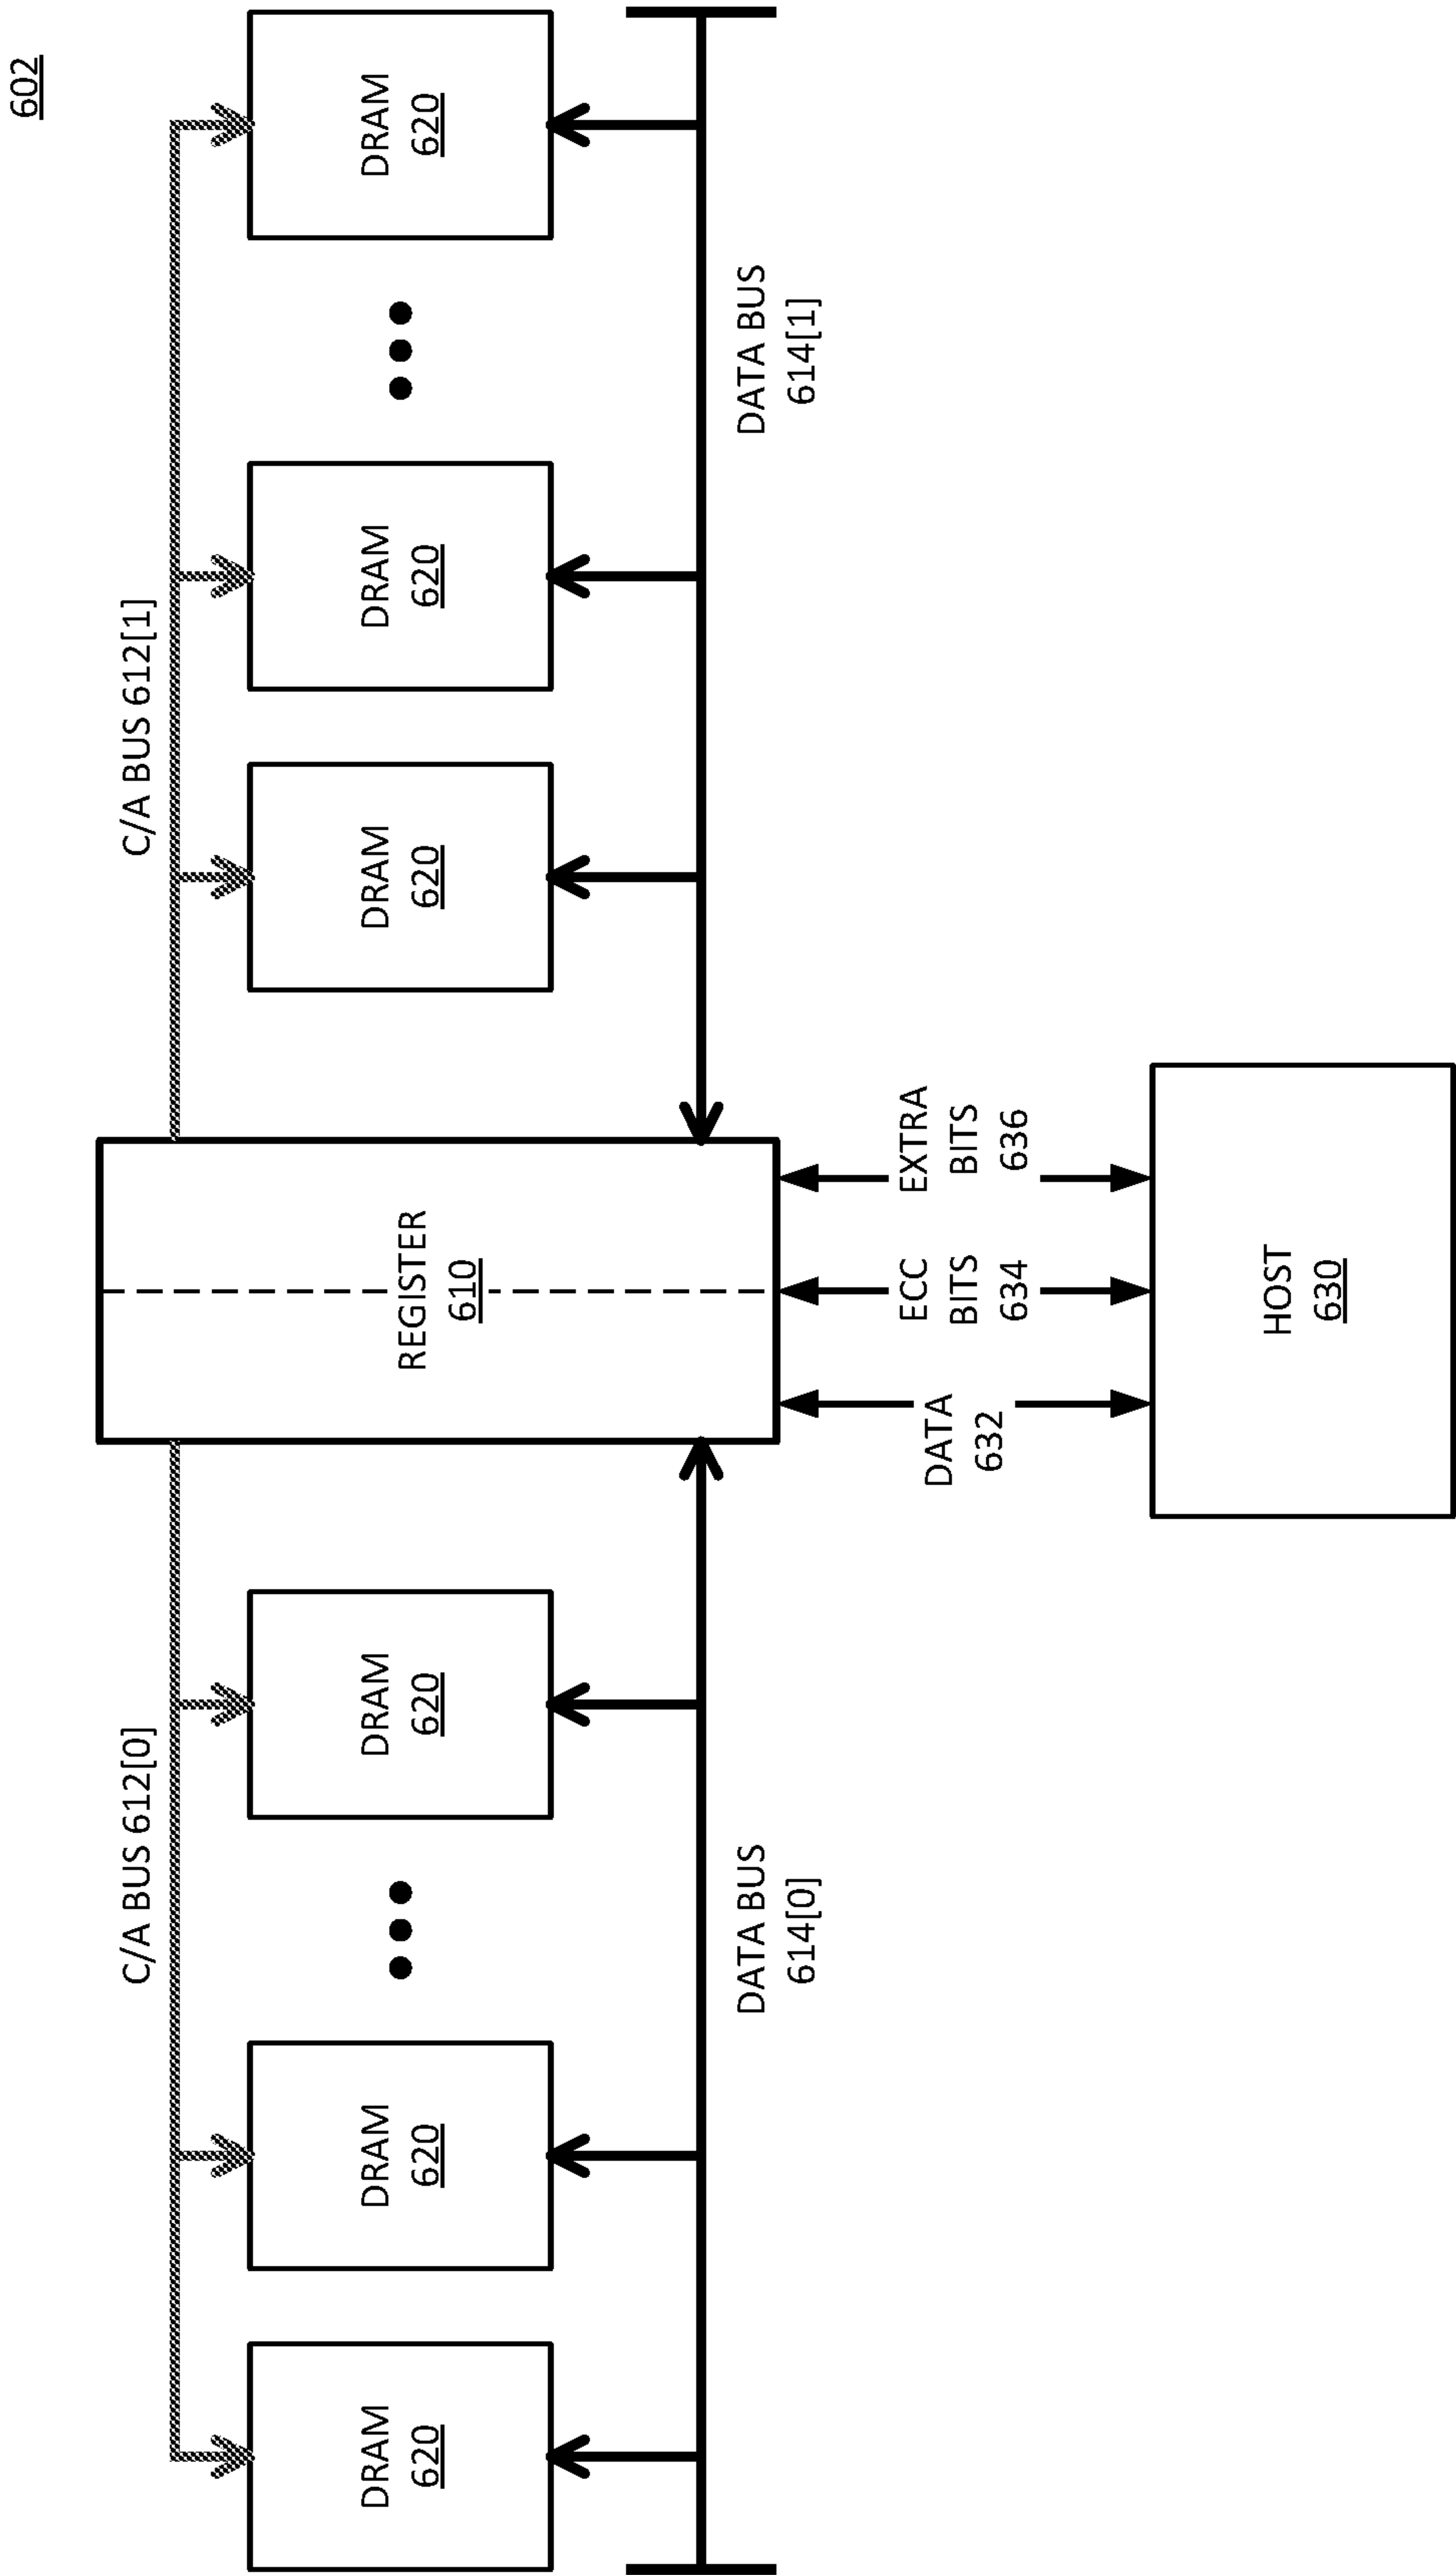 602
C/A BUS 612[0]
C/A BUS 612[1]
DRAM
620
DRAM
620
DRAM
620
REGISTER
610
DRAM
620
DRAM
620
DRAM
620
DATA BUS
614[0]
DATA BUS
614[1]
DATA
632
ECC
BITS
634
EXTRA
BITS
636
HOST
630